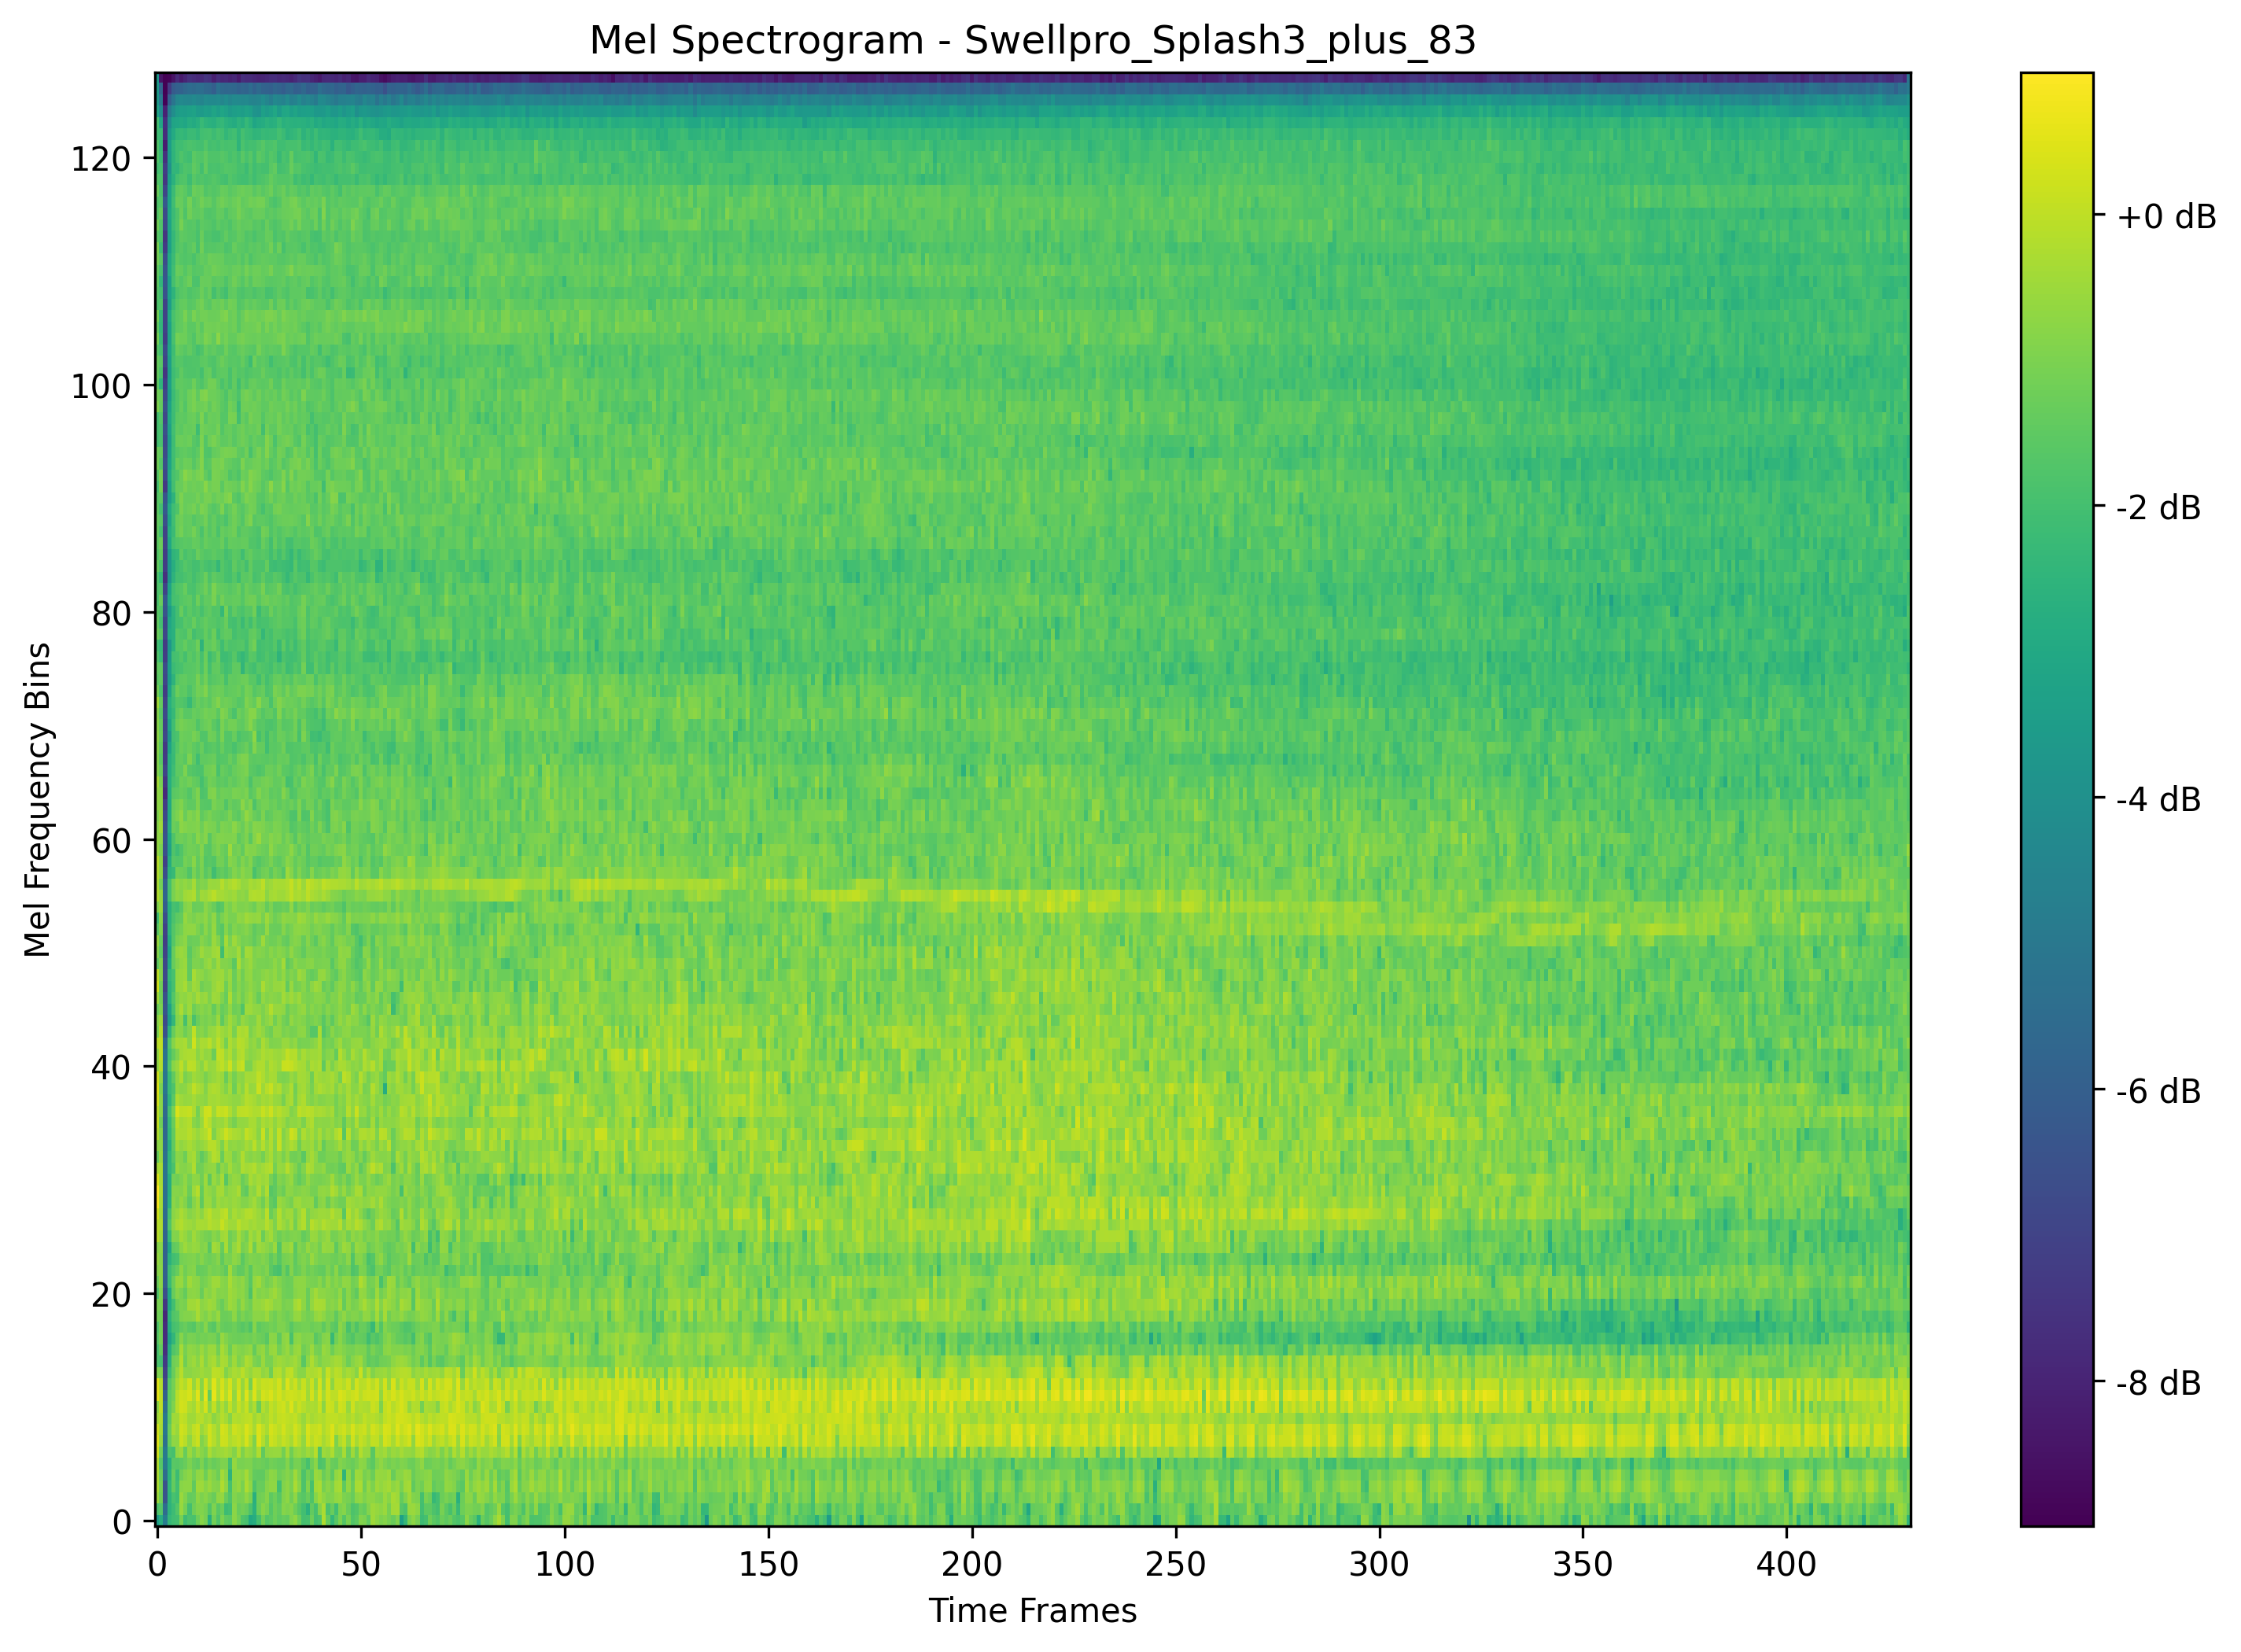 Mel Spectrogram - Swellpro_Splash3_plus_83
Mel Frequency Bins
120
100
80
60
40
20
0
0 50 100 150 200 250 300 350 400
Time Frames
+0 dB
-2 dB
-4 dB
-6 dB
-8 dB